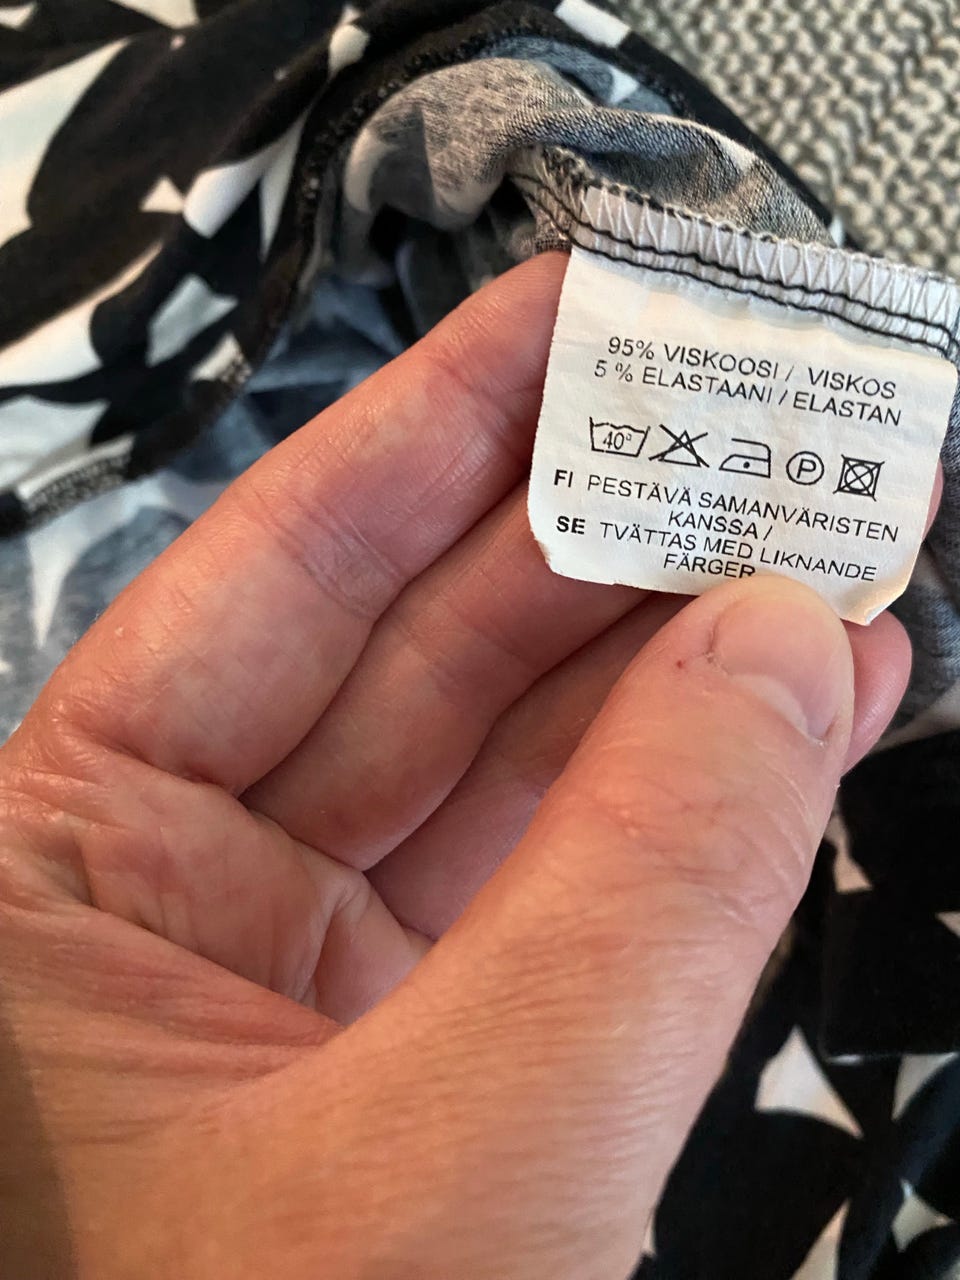 95% VISKOOSI / VISKOS
5 % ELASTAANI / ELASTAN
40° P
FI PESTÄVÄ SAMANVÄRISTEN
KANSSA /
SE TVÄTTAS MED LIKNANDE
FÄRGER